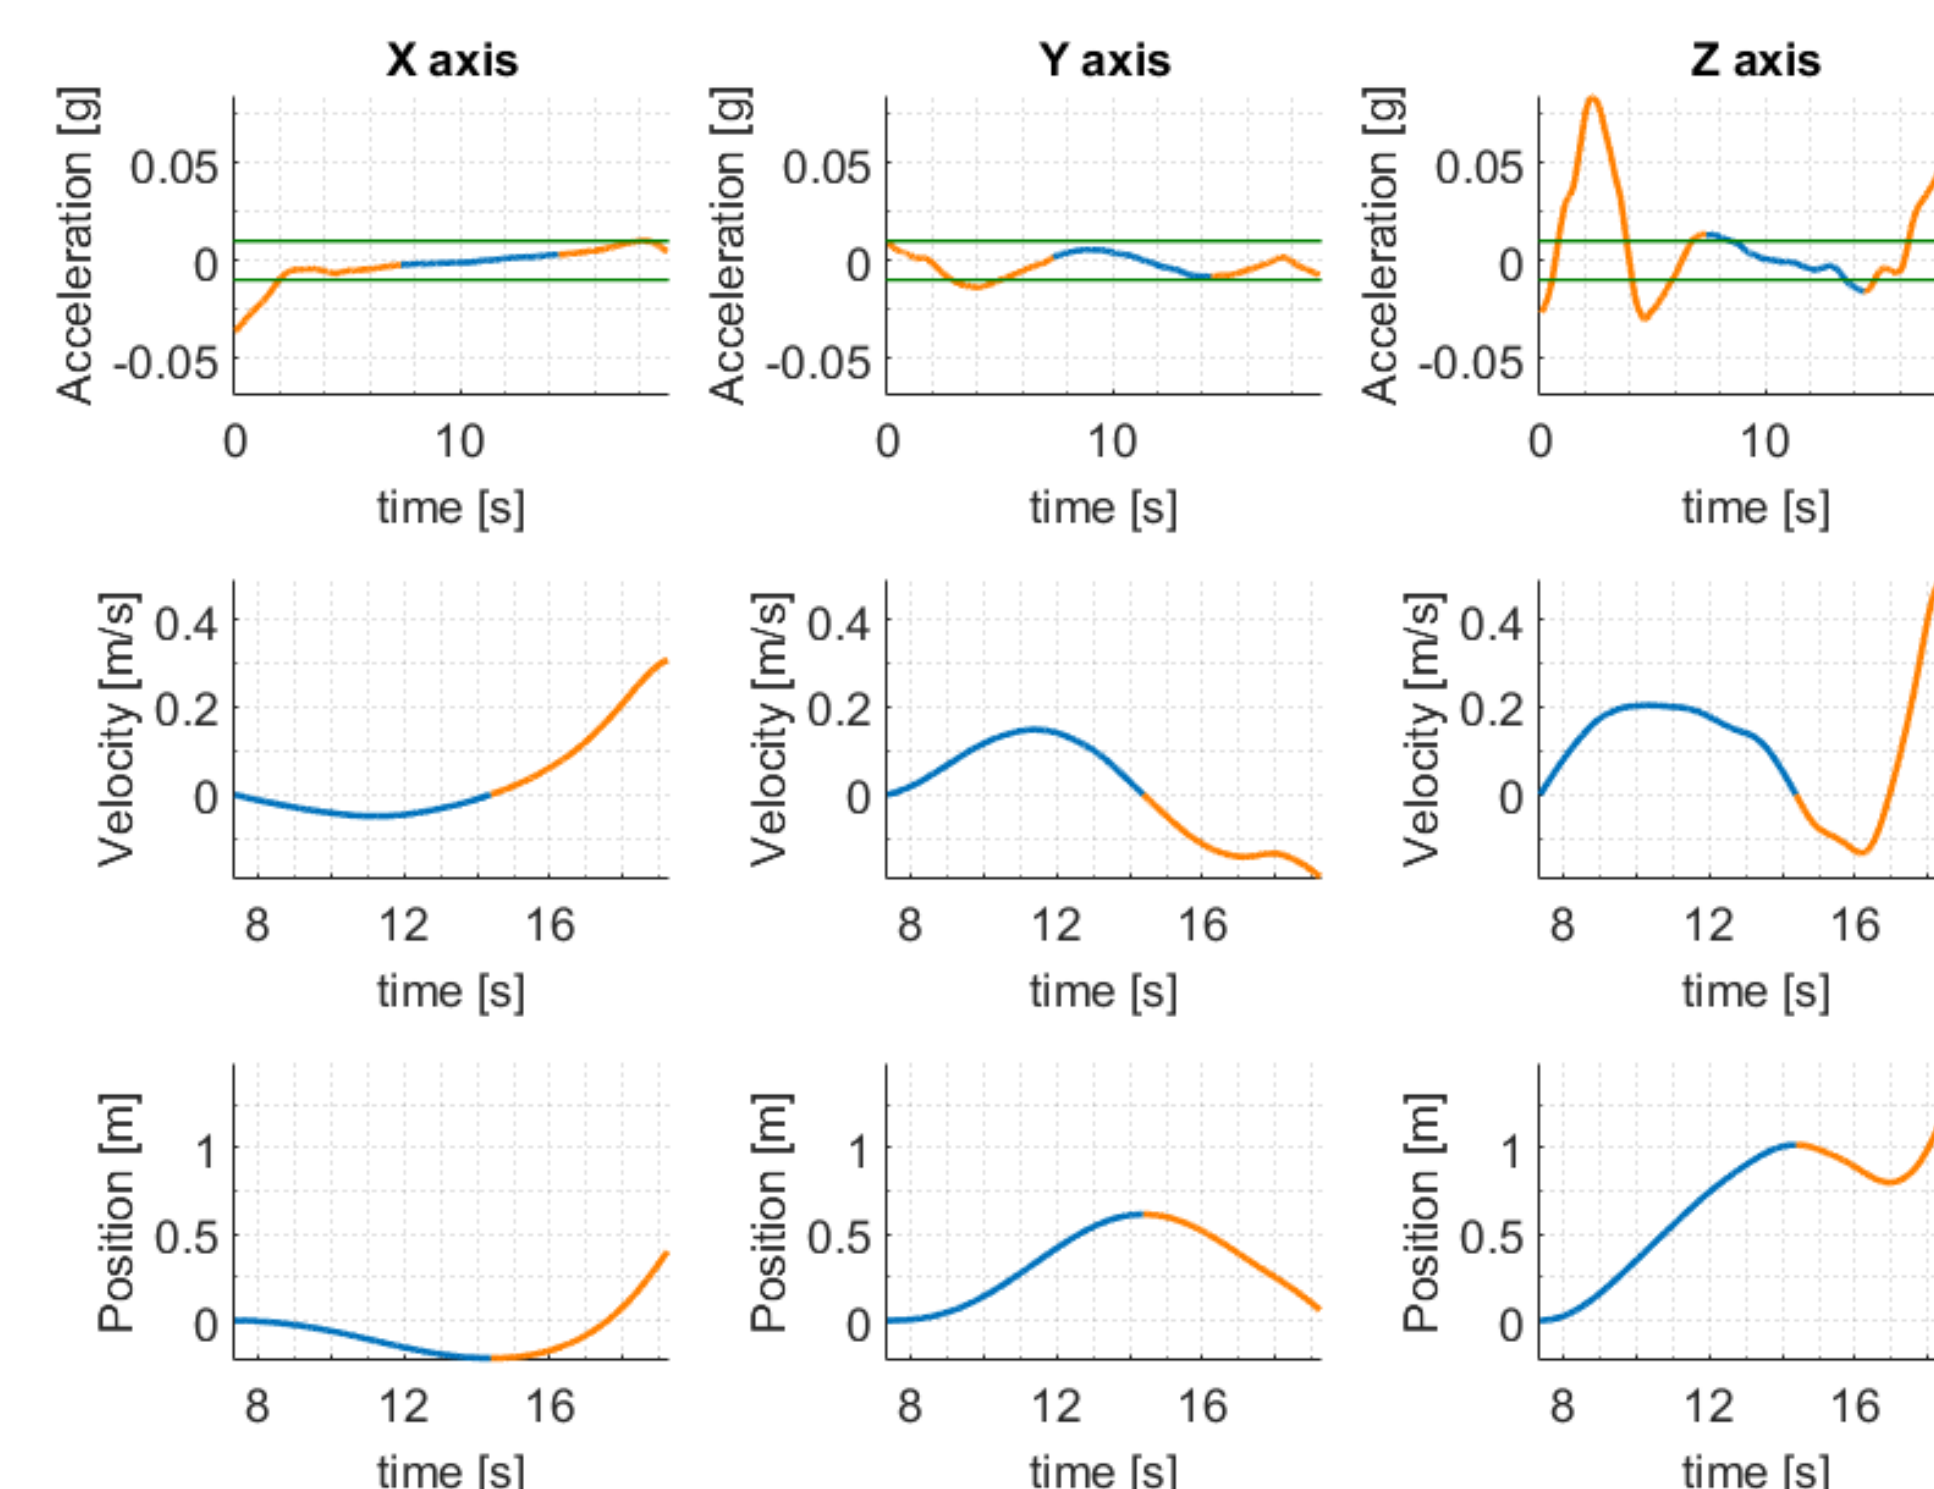 X axis
Y axis
Z axis
Acceleration [g]
0.05
0
-0.05
0
10
time [s]
Acceleration [g]
0.05
0
-0.05
0
10
time [s]
Acceleration [g]
0.05
0
-0.05
0
10
time [s]
Velocity [m/s]
0.4
0.2
0
8
12
16
time [s]
Velocity [m/s]
0.4
0.2
0
8
12
16
time [s]
Velocity [m/s]
0.4
0.2
0
8
12
16
time [s]
Position [m]
1
0.5
0
8
12
16
time [s]
Position [m]
1
0.5
0
8
12
16
time [s]
Position [m]
1
0.5
0
8
12
16
time [s]